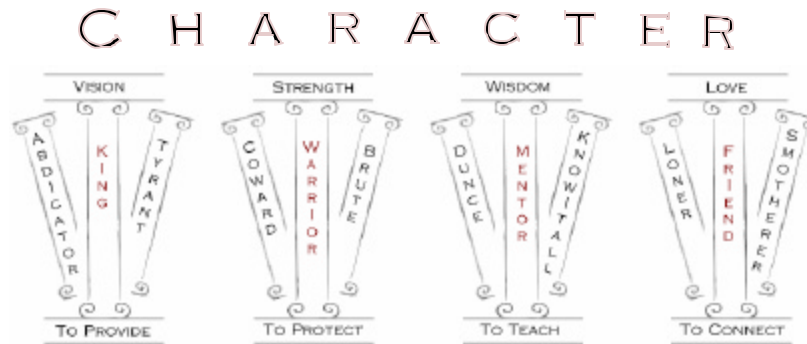 CHARACTER
VISION
ABDICATOR
KING
TYRANT
TO PROVIDE
STRENGTH
COWARD
WARRIOR
BRUTE
TO PROTECT
WISDOM
DUNCE
MENTOR
KNOWITALL
TO TEACH
LOVE
LONER
FRIEND
SMOTHERER
TO CONNECT